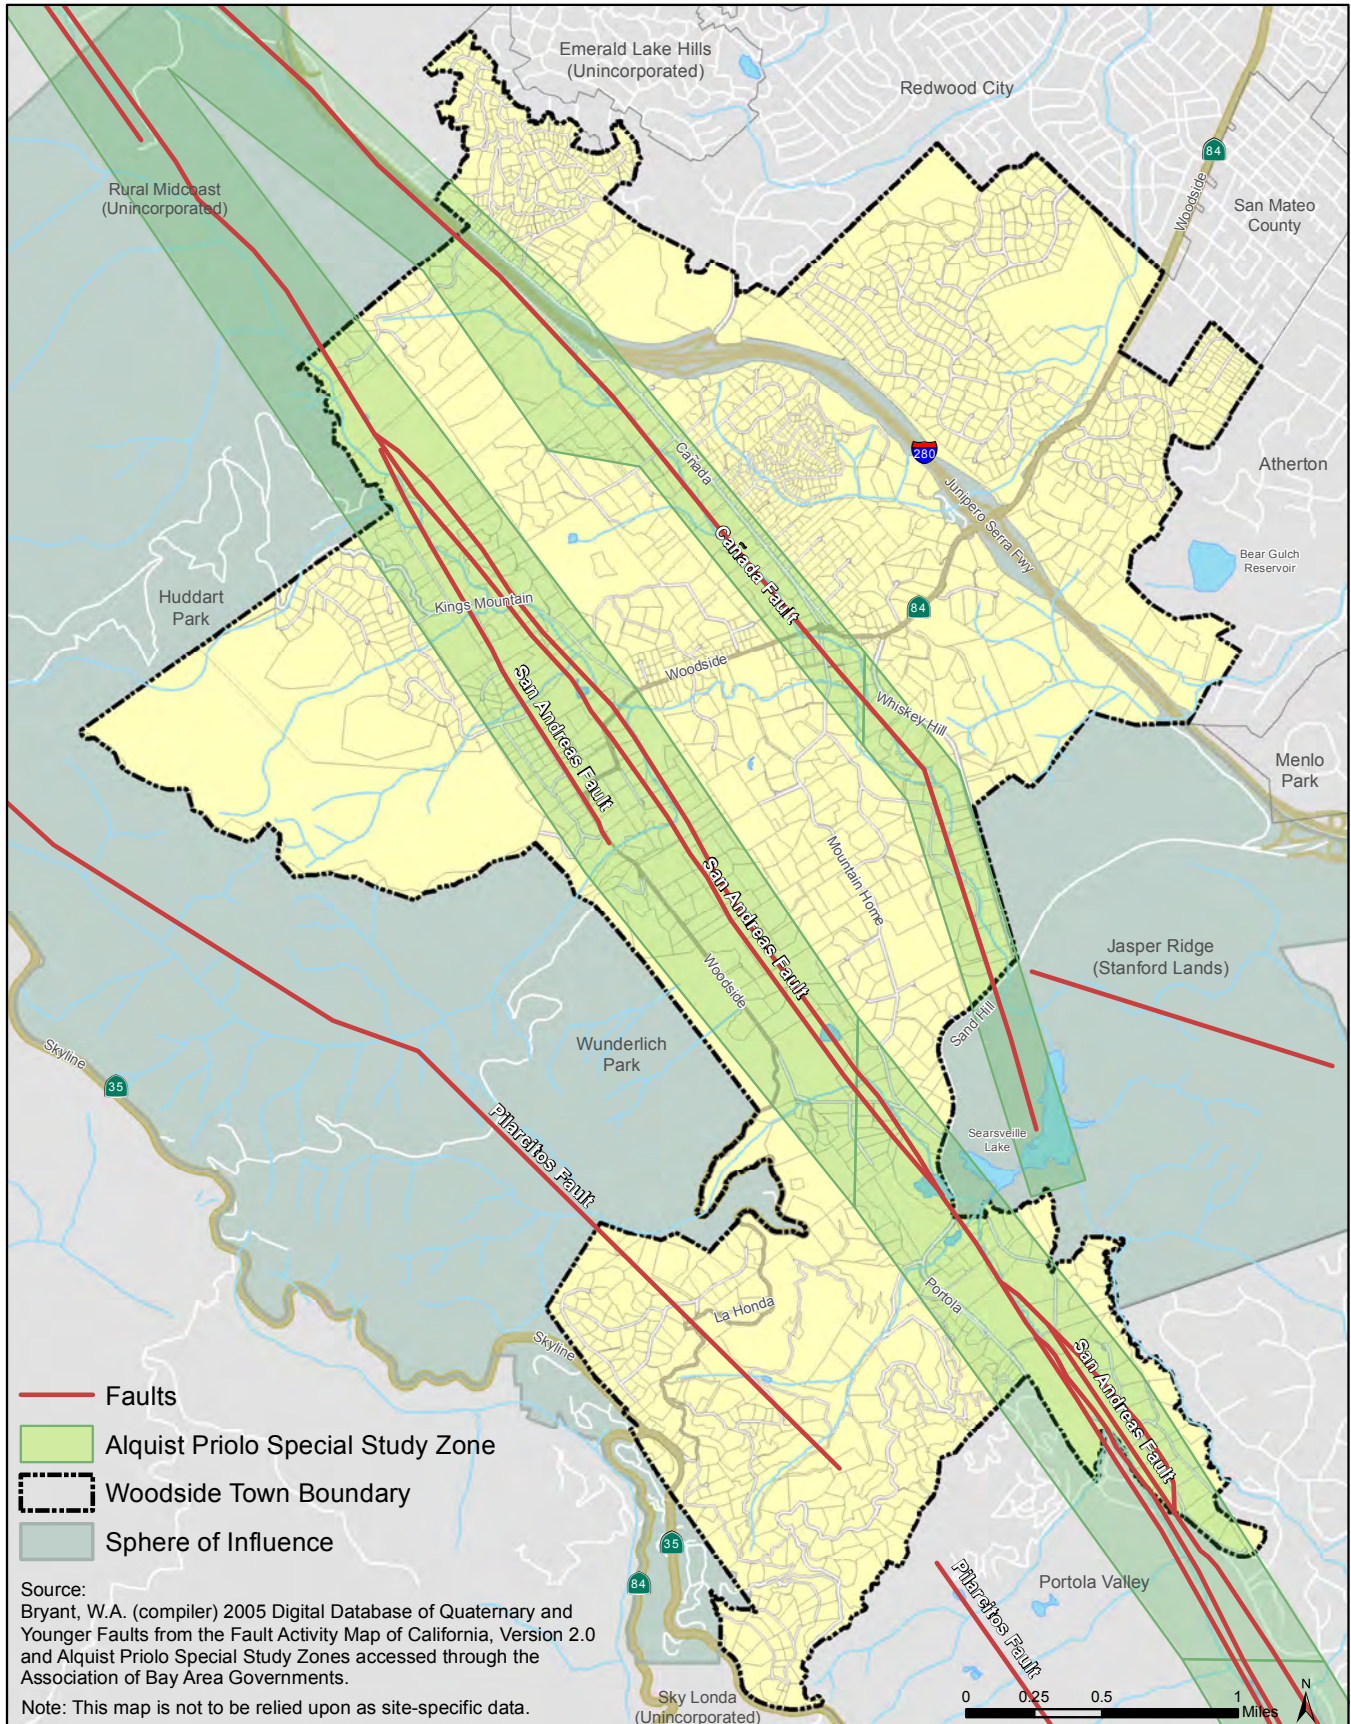 Emerald Lake Hills
(Unincorporated)
Redwood City
84
Woodside
San Mateo
County
Rural Midcoast
(Unincorporated)
Cañada
280
Junipero Serra Fwy
Atherton
Bear Gulch
Reservoir
Cañada Fault
Huddart
Park
Kings Mountain
84
Woodside
San Andreas Fault
Whiskey Hill
Menlo
Park
Mountain Home
San Andreas Fault
Woodside
Jasper Ridge
(Stanford Lands)
Sand Hill
Wunderlich
Park
Skyline
35
Pilarcitos Fault
Searsveille
Lake
La Honda
Portola
Skyline
San Andreas Fault
35
84
Pilarcitos Fault
Portola Valley
Sky Londa
(Unincorporated)
Faults
Alquist Priolo Special Study Zone
Woodside Town Boundary
Sphere of Influence
Source:
Bryant, W.A. (compiler) 2005 Digital Database of Quaternary and
Younger Faults from the Fault Activity Map of California, Version 2.0
and Alquist Priolo Special Study Zones accessed through the
Association of Bay Area Governments.
Note: This map is not to be relied upon as site-specific data.
0 0.25 0.5 1
Miles
N